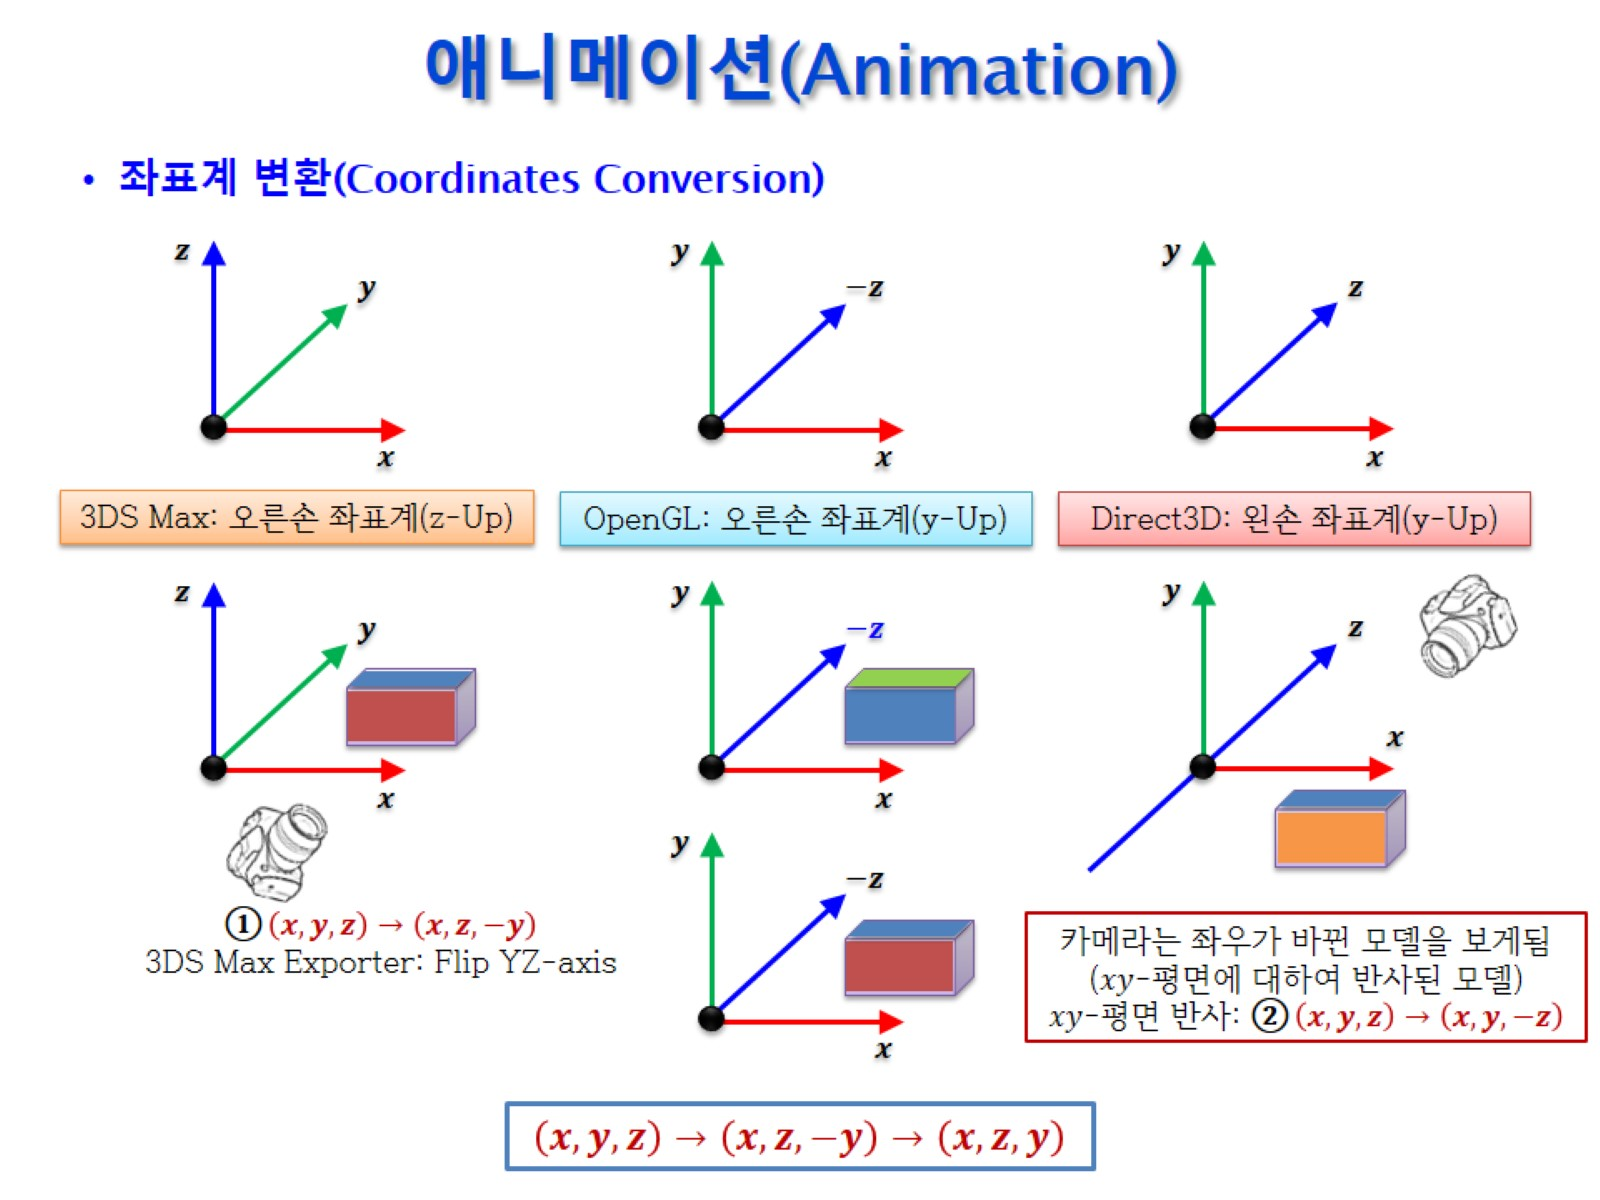 애니메이션(Animation)
• 좌표계 변환(Coordinates Conversion)
z
y
x
y
−z
x
y
z
x
3DS Max: 오른손 좌표계(z-Up)
OpenGL: 오른손 좌표계(y-Up)
Direct3D: 왼손 좌표계(y-Up)
z
y
x
y
−z
x
y
z
x
① (x, y, z) → (x, z, −y)
3DS Max Exporter: Flip YZ-axis
y
−z
x
카메라는 좌우가 바뀐 모델을 보게됨
(xy-평면에 대하여 반사된 모델)
xy-평면 반사: ② (x, y, z) → (x, y, −z)
(x, y, z) → (x, z, −y) → (x, z, y)